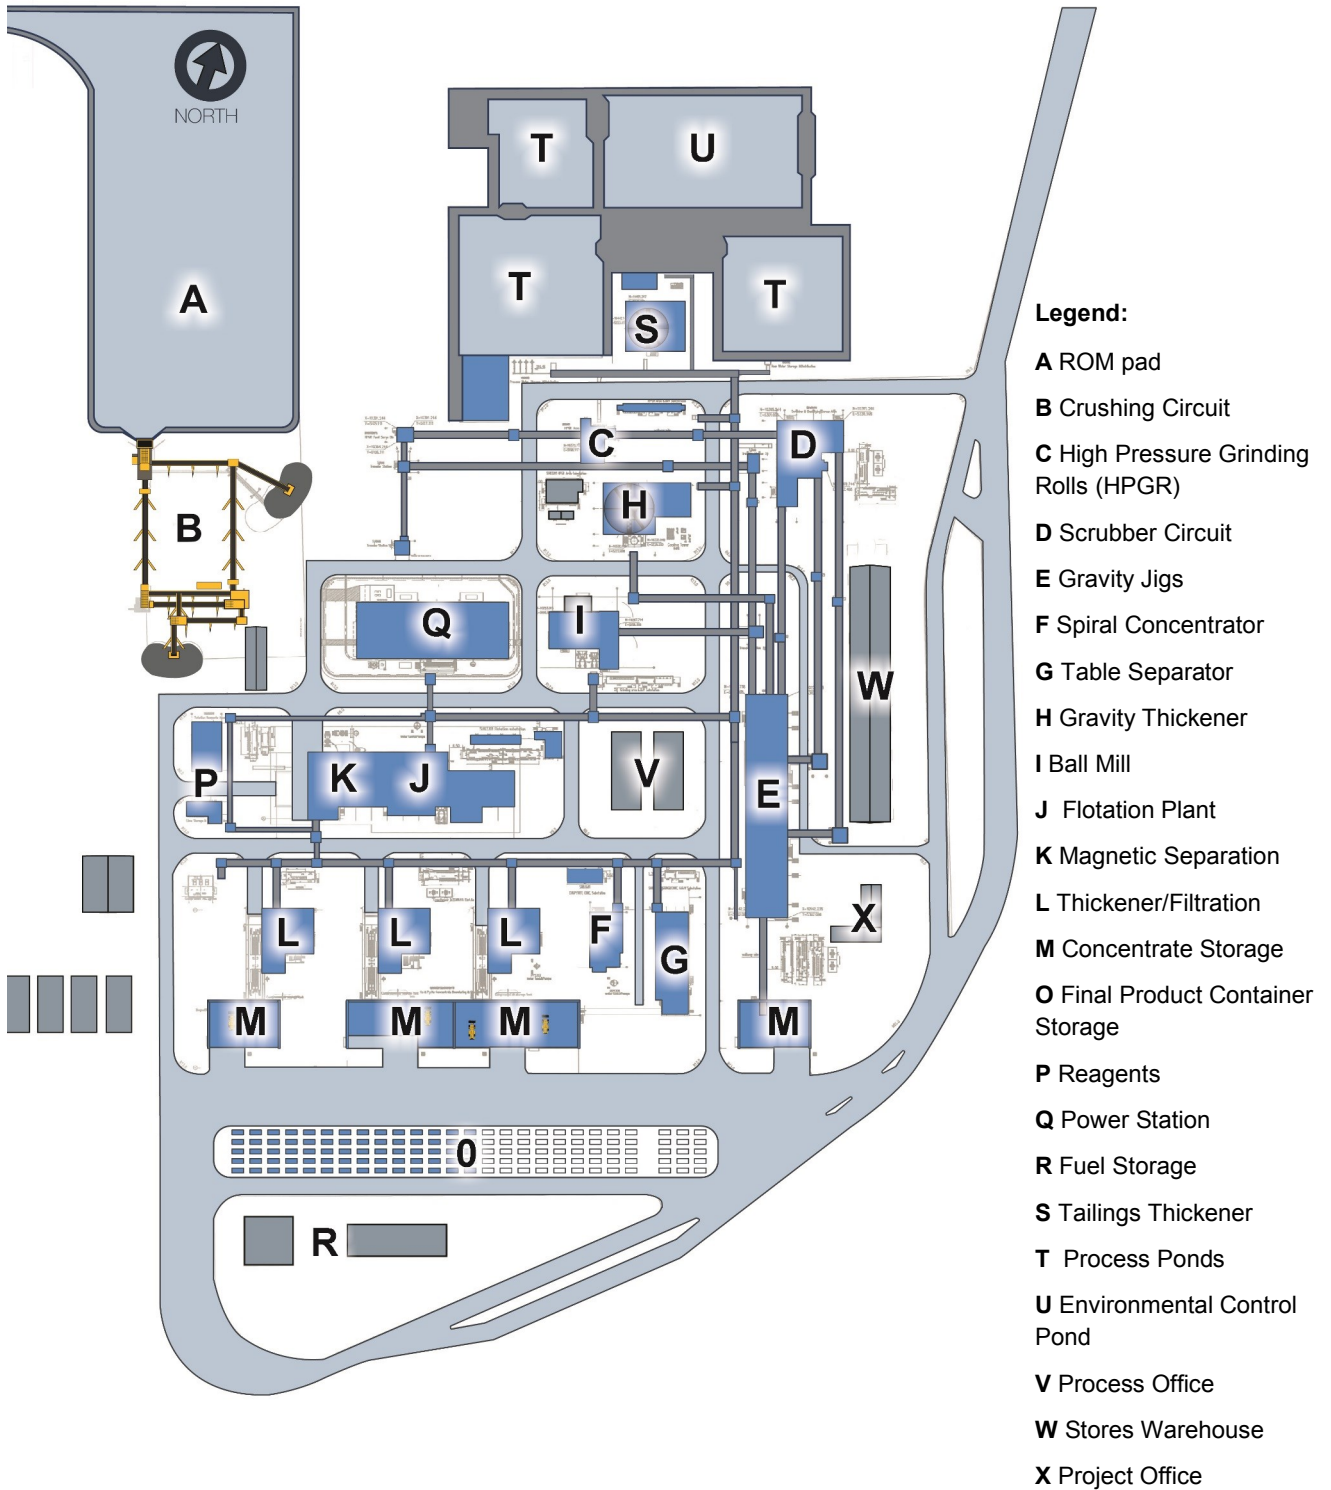 NORTH
T
U
A
T
T
S
Legend:
A ROM pad
B Crushing Circuit
C High Pressure Grinding
Rolls (HPGR)
D Scrubber Circuit
E Gravity Jigs
F Spiral Concentrator
G Table Separator
H Gravity Thickener
I Ball Mill
J Flotation Plant
K Magnetic Separation
L Thickener/Filtration
M Concentrate Storage
O Final Product Container
Storage
P Reagents
Q Power Station
R Fuel Storage
S Tailings Thickener
T Process Ponds
U Environmental Control
Pond
V Process Office
W Stores Warehouse
X Project Office
C
D
H
B
Q
I
W
P
K
J
V
E
X
L
L
L
F
G
M
M
M
M
0
R